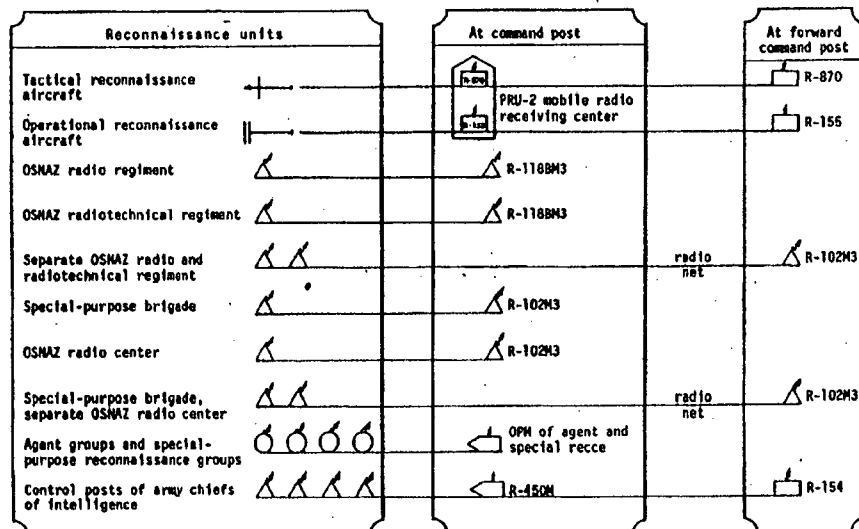 Reconnaissance units
At command post
At forward
command post
Tactical reconnaissance
aircraft
R-870
R-870
PRU-2 mobile radio
receiving center
Operational reconnaissance
aircraft
R-155
OSNAZ radio regiment
R-118BM3
OSNAZ radiotechnical regiment
R-118BM3
Separate OSNAZ radio and
radiotechnical regiment
radio
net
R-102M3
Special-purpose brigade
R-102M3
OSNAZ radio center
R-102M3
Special-purpose brigade,
separate OSNAZ radio center
radio
net
R-102M3
Agent groups and special-
purpose reconnaissance groups
OPM of agent and
special recce
Control posts of army chiefs
of intelligence
R-450M
R-154